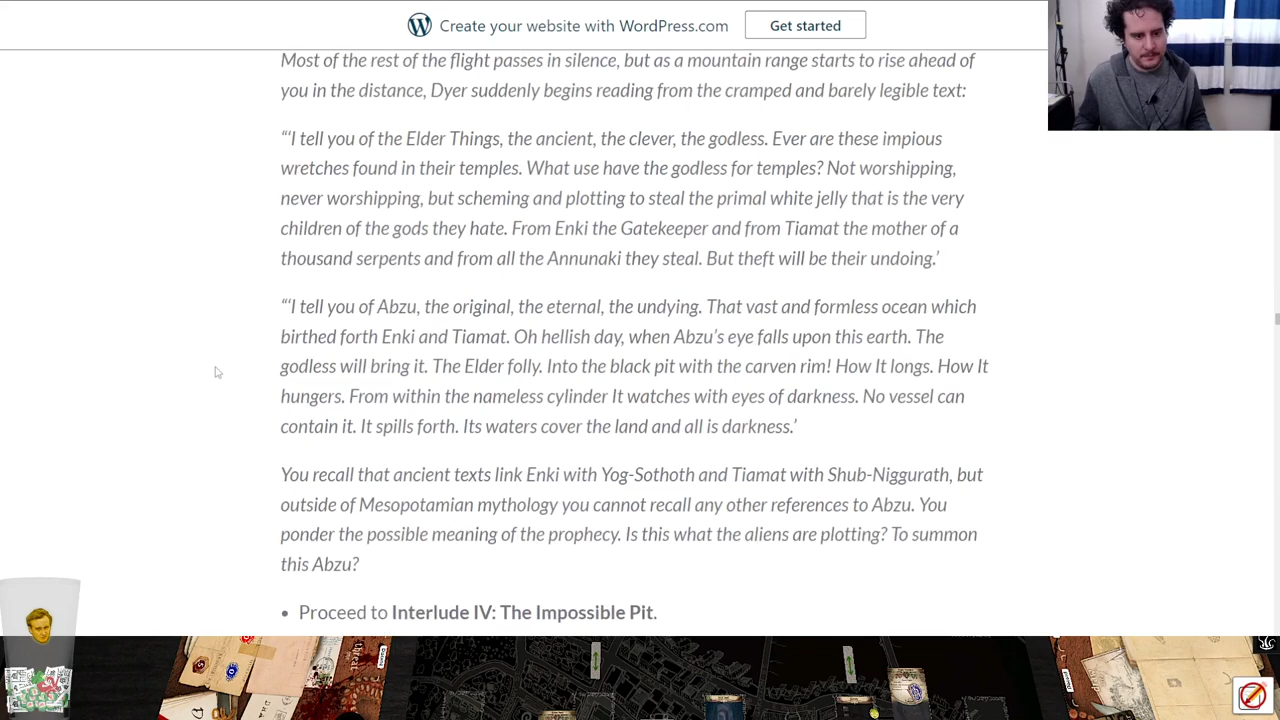 Create your website with WordPress.com
Get started
Most of the rest of the flight passes in silence, but as a mountain range starts to rise ahead of
you in the distance, Dyer suddenly begins reading from the cramped and barely legible text:
“‘I tell you of the Elder Things, the ancient, the clever, the godless. Ever are these impious
wretches found in their temples. What use have the godless for temples? Not worshipping,
never worshipping, but scheming and plotting to steal the primal white jelly that is the very
children of the gods they hate. From Enki the Gatekeeper and from Tiamat the mother of a
thousand serpents and from all the Annunaki they steal. But theft will be their undoing.’
“‘I tell you of Abzu, the original, the eternal, the undying. That vast and formless ocean which
birthed forth Enki and Tiamat. Oh hellish day, when Abzu’s eye falls upon this earth. The
godless will bring it. The Elder folly. Into the black pit with the carven rim! How It longs. How It
hungers. From within the nameless cylinder It watches with eyes of darkness. No vessel can
contain it. It spills forth. Its waters cover the land and all is darkness.’
You recall that ancient texts link Enki with Yog-Sothoth and Tiamat with Shub-Niggurath, but
outside of Mesopotamian mythology you cannot recall any other references to Abzu. You
ponder the possible meaning of the prophecy. Is this what the aliens are plotting? To summon
this Abzu?
• Proceed to Interlude IV: The Impossible Pit.